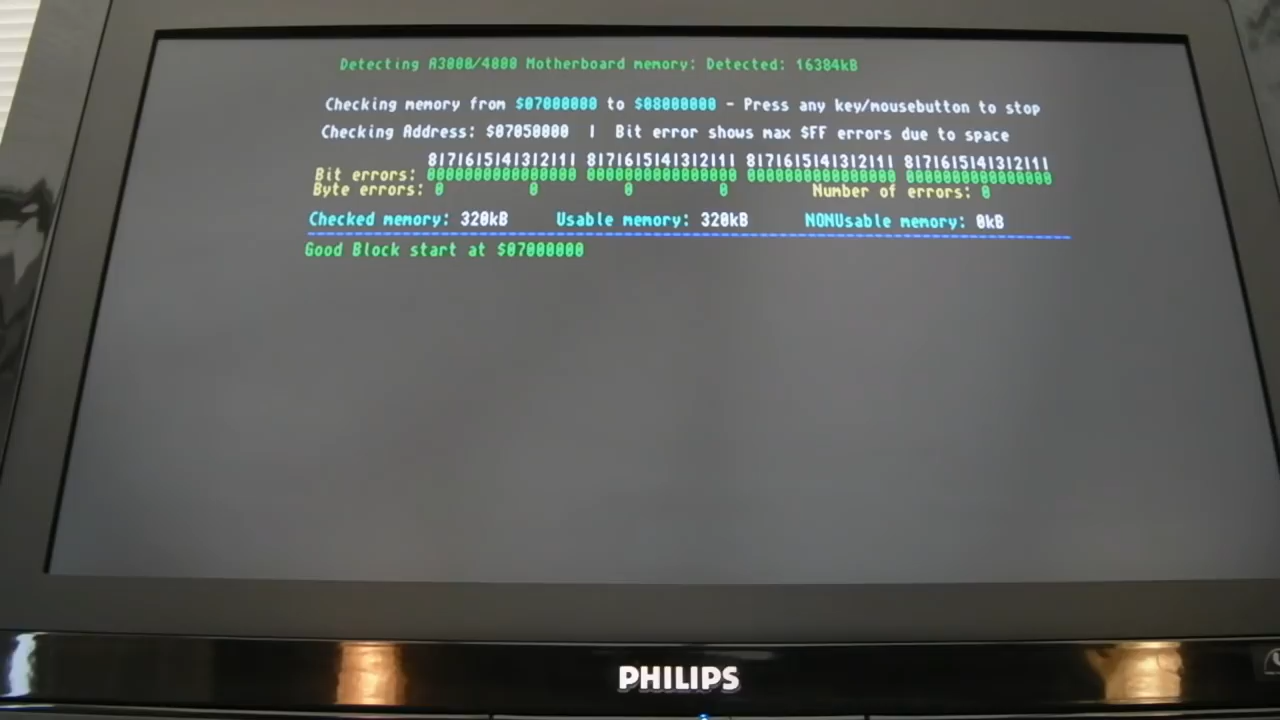 Detecting A3000/4000 Motherboard memory: Detected: 16384kB
Checking memory from $07000000 to $08000000 - Press any key/mousebutton to stop
Checking Address: $07050000 | Bit error shows max $FF errors due to space
8|7|6|5|4|3|2|1|1 8|7|6|5|4|3|2|1|1 8|7|6|5|4|3|2|1|1 8|7|6|5|4|3|2|1|1
Bit errors: 0000000000000000 0000000000000000 0000000000000000 0000000000000000
Byte errors: 0 0 0 0 Number of errors: 0
Checked memory: 320kB Usable memory: 320kB NONUsable memory: 0kB
Good Block start at $07000000
PHILIPS